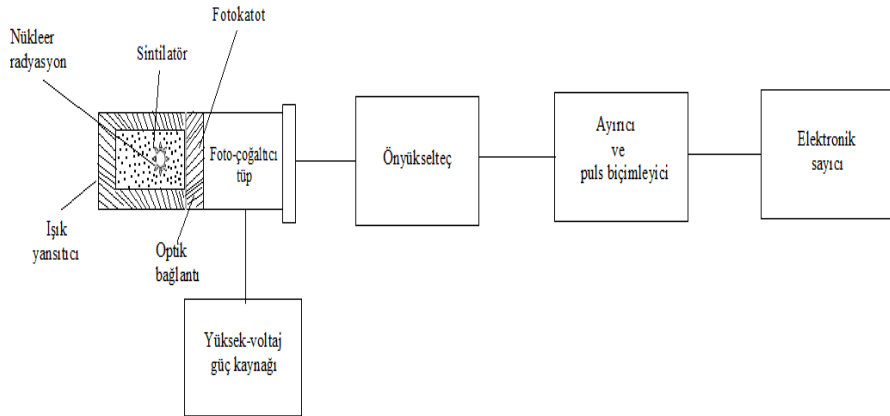 Fotokatot
Nükleer
radyasyon
Sintilatör
Foto-çoğaltıcı
tüp
Önyükselteç
Ayırıcı
ve
puls biçimleyici
Elektronik
sayıcı
Işık
yansıtıcı
Optik
bağlantı
Yüksek-voltaj
güç kaynağı